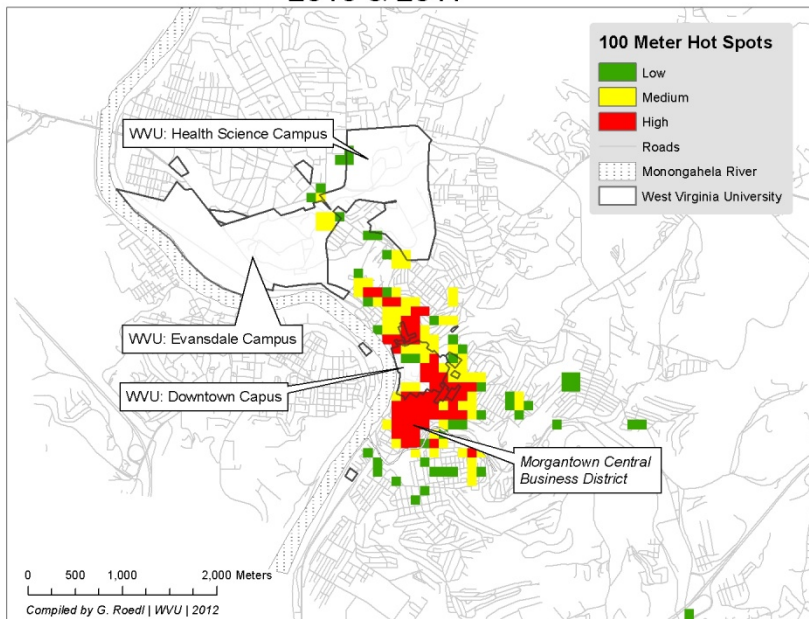 100 Meter Hot Spots
Low
Medium
High
Roads
Monongahela River
West Virginia University
WVU: Health Science Campus
WVU: Evansdale Campus
WVU: Downtown Capus
Morgantown Central
Business District
0 500 1,000 2,000 Meters
Compiled by G. Roedl | WVU | 2012